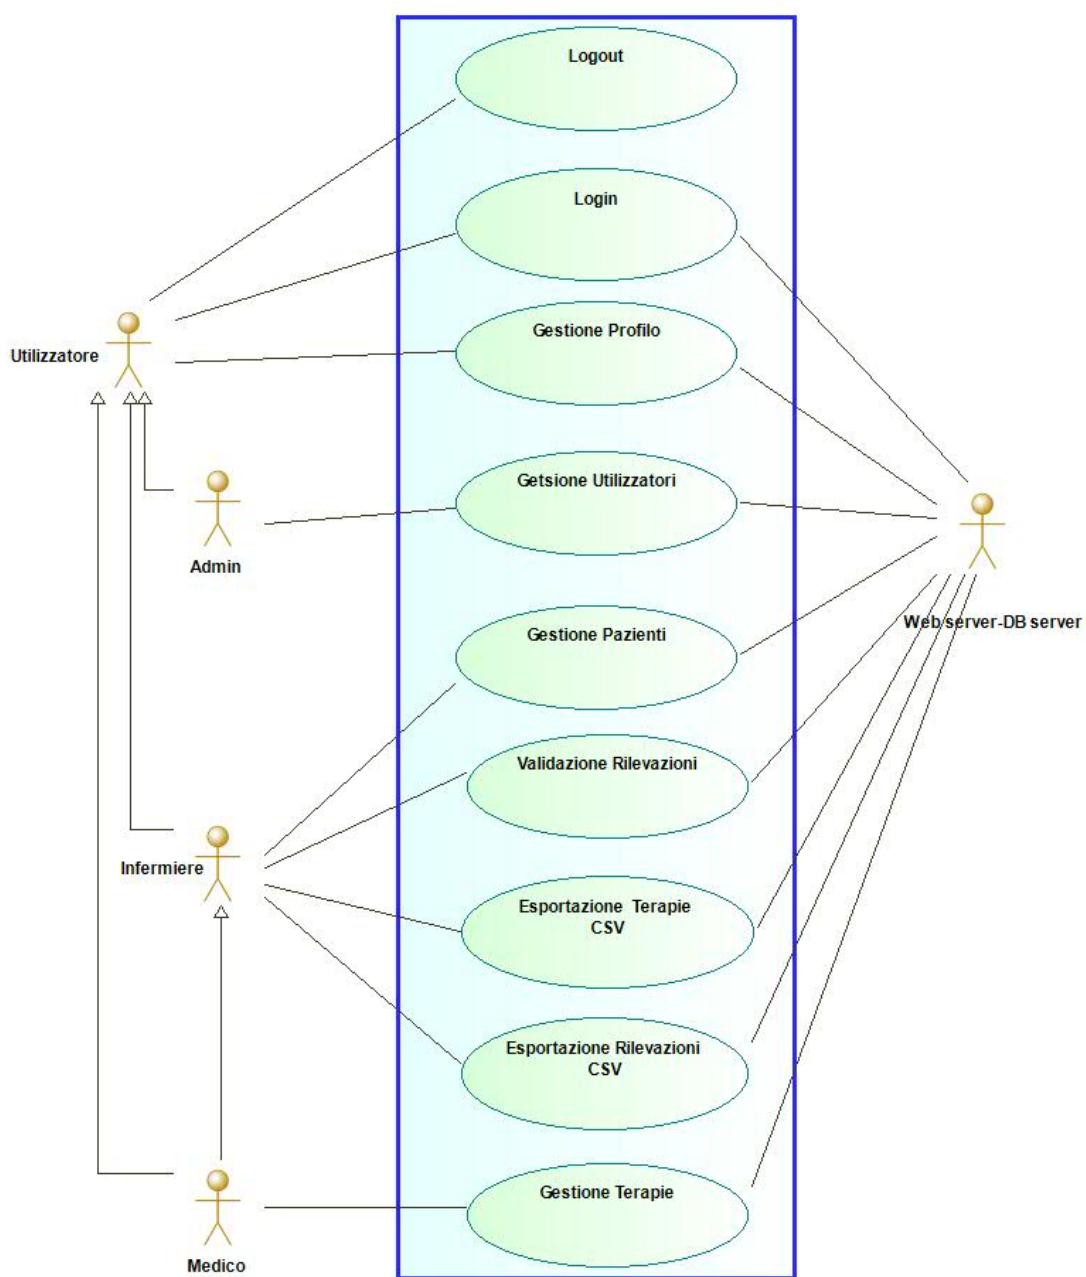 Logout
Login
Gestione Profilo
Utilizzatore
Getsione Utilizzatori
Admin
Web server-DB server
Gestione Pazienti
Validazione Rilevazioni
Infermiere
Esportazione Terapie
CSV
Esportazione Rilevazioni
CSV
Gestione Terapie
Medico